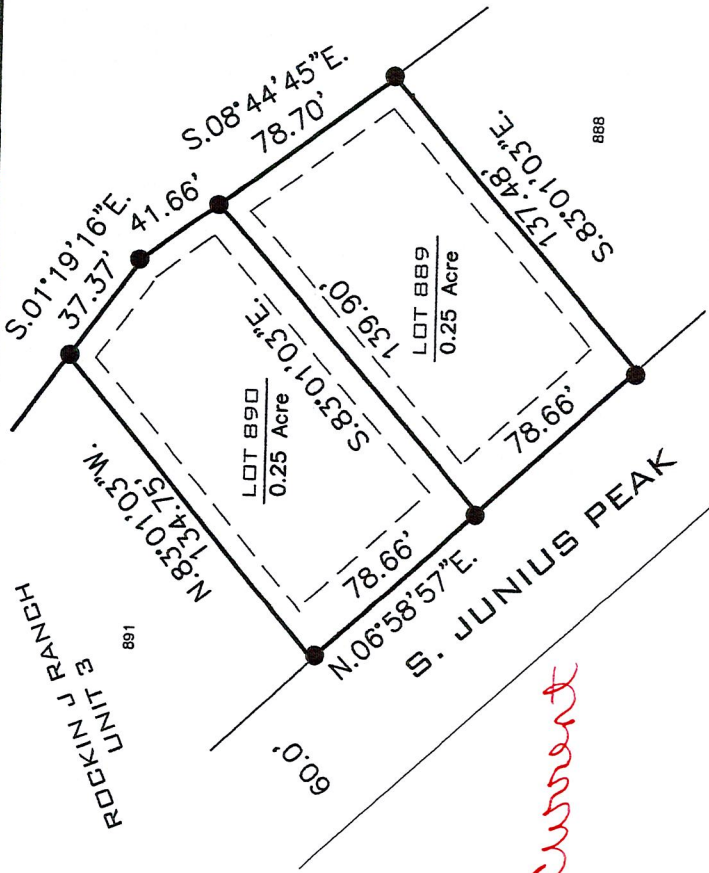 S.08°44'45"E.
78.70'
S.01°19'16"E.
37.37'
41.66'
S.83°01'03"E.
137.48'
888
LOT 889
0.25 Acre
139.90'
S.83°01'03"E.
LOT 890
0.25 Acre
N.83°01'03"W.
134.75'
78.66'
78.66'
N.06°58'57"E.
S. JUNIUS PEAK
ROCKIN J RANCH
UNIT 3
891
60.0'
Current